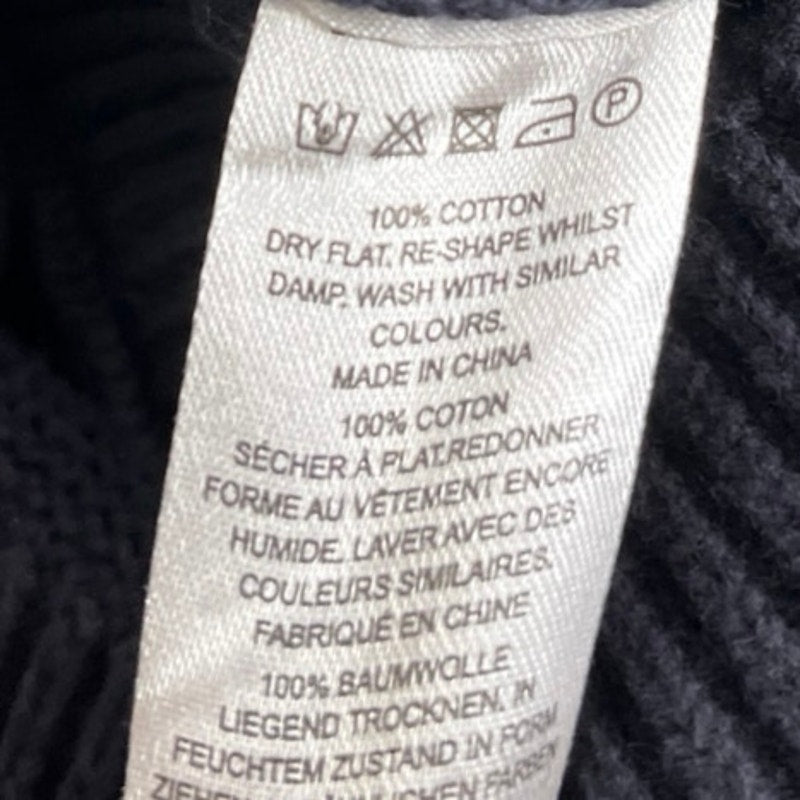 P
100% COTTON
DRY FLAT. RE-SHAPE WHILST
DAMP. WASH WITH SIMILAR
COLOURS.
MADE IN CHINA
100% COTON
SÉCHER À PLAT.REDONNER
FORME AU VÊTEMENT ENCORE
HUMIDE. LAVER AVEC DES
COULEURS SIMILAIRES.
FABRIQUÉ EN CHINE
100% BAUMWOLLE
LIEGEND TROCKNEN. IN
FEUCHTEM ZUSTAND IN FORM
ZIEHEN FARBEN